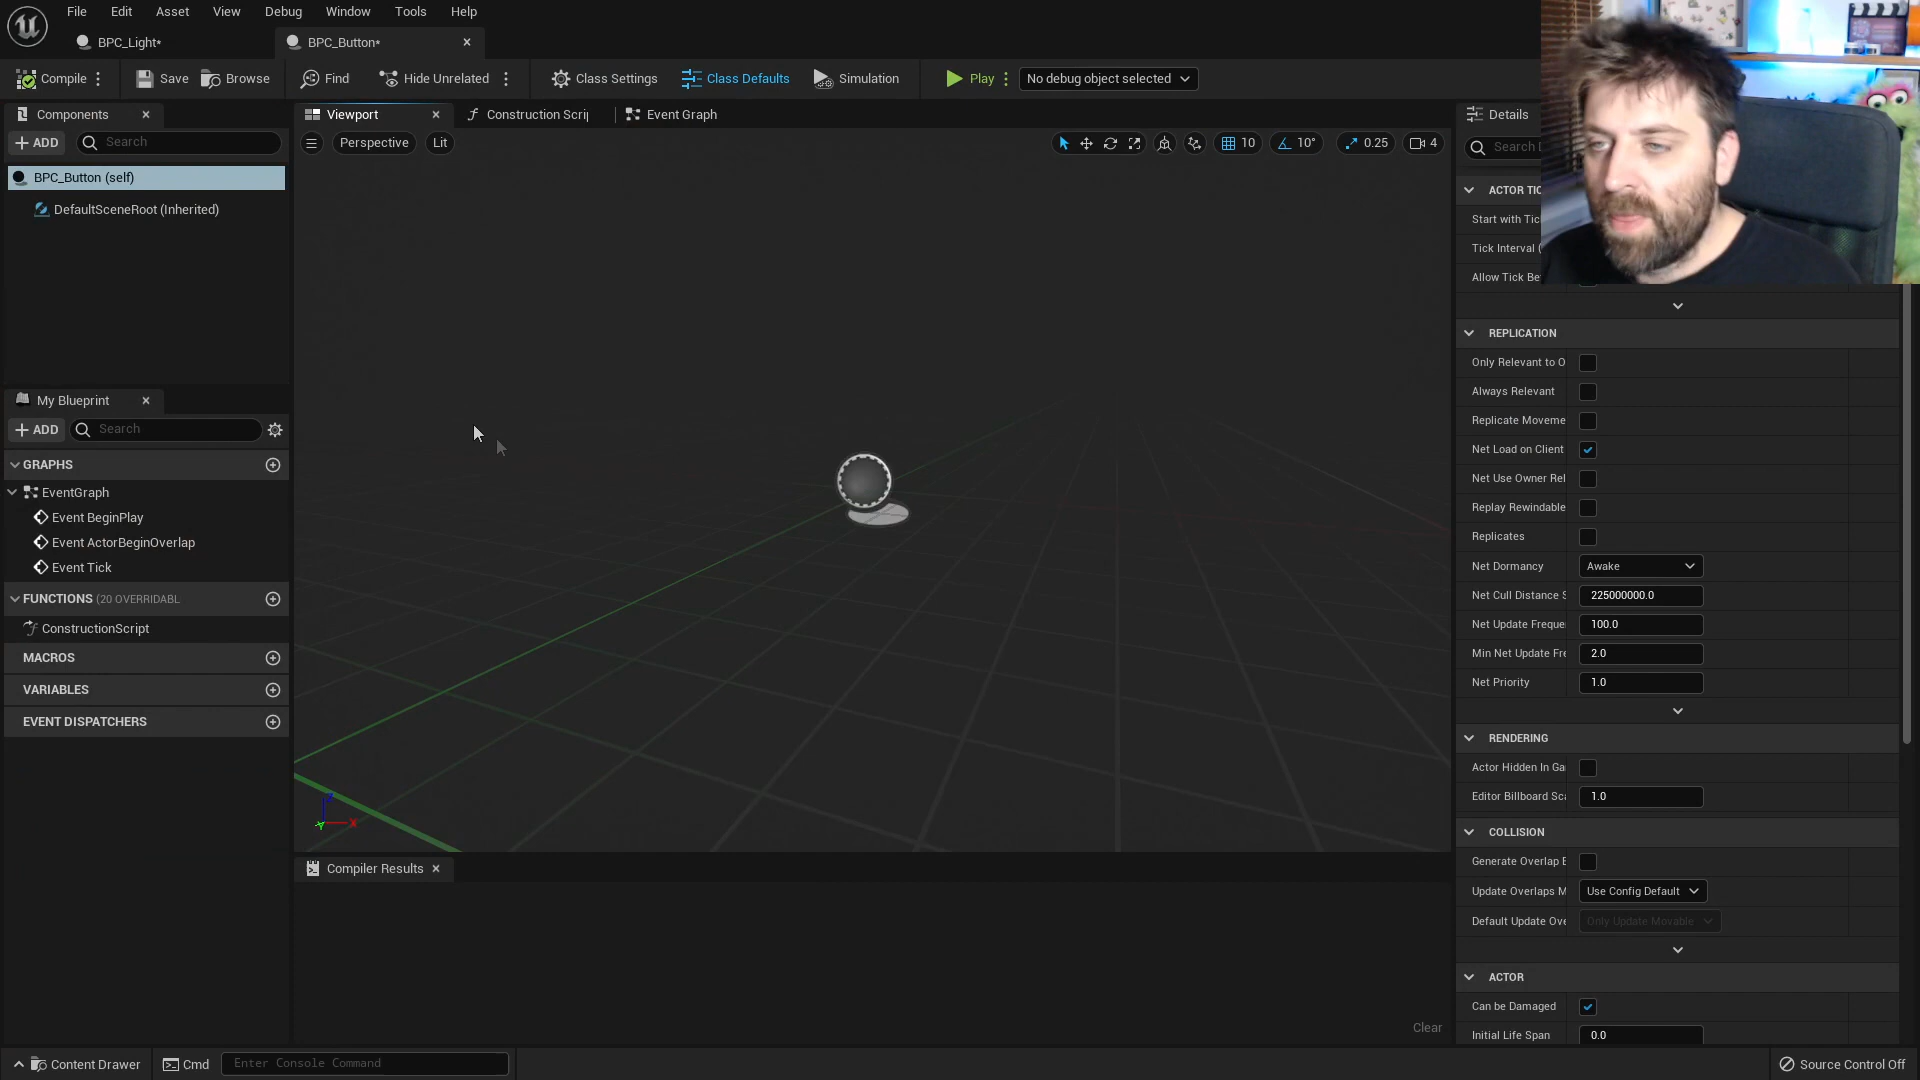 File Edit Asset View Debug Window Tools Help
BPC_Light* BPC_Button*
Compile Save Browse Find Hide Unrelated Class Settings Class Defaults Simulation Play No debug object selected
Components Viewport Construction Scri Event Graph Details
ADD Search Perspective Lit 10 10° 0.25 4 Search
BPC_Button (self)
DefaultSceneRoot (Inherited)
ACTOR TIC
Start with Tic
Tick Interval (
Allow Tick Be
REPLICATION
Only Relevant to O
Always Relevant
Replicate Moveme
Net Load on Client
Net Use Owner Rel
Replay Rewindable
Replicates
Net Dormancy Awake
Net Cull Distance S 225000000.0
Net Update Freque 100.0
Min Net Update Fre 2.0
Net Priority 1.0
RENDERING
Actor Hidden In Ga
Editor Billboard Sca 1.0
COLLISION
Generate Overlap E
Update Overlaps M Use Config Default
Default Update Ove Only Update Movable
ACTOR
Can be Damaged
Initial Life Span 0.0
My Blueprint
ADD Search
GRAPHS
EventGraph
Event BeginPlay
Event ActorBeginOverlap
Event Tick
FUNCTIONS (20 OVERRIDABL
ConstructionScript
MACROS
VARIABLES
EVENT DISPATCHERS
Z
Y X
Compiler Results
Clear
Content Drawer Cmd Enter Console Command Source Control Off